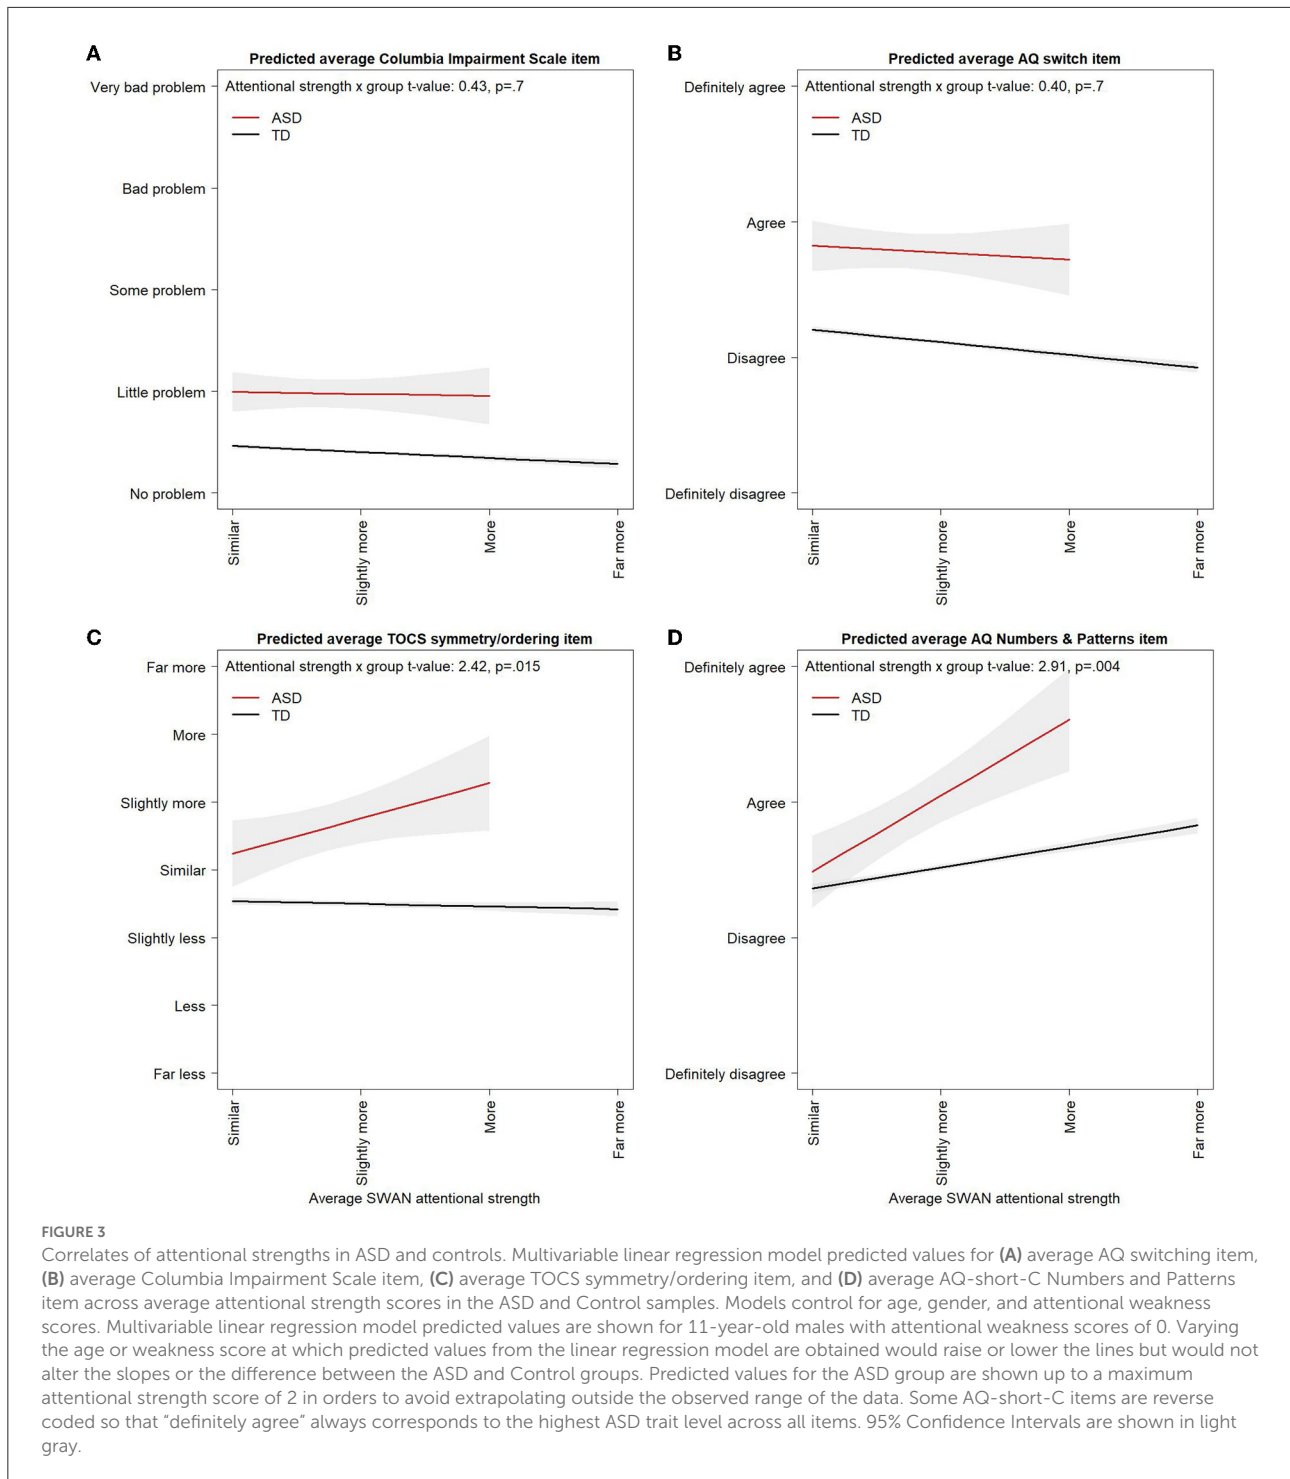 A
Predicted average Columbia Impairment Scale item
Attentional strength x group t-value: 0.43, p=.7
ASD
TD
Very bad problem
Bad problem
Some problem
Little problem
No problem
Similar
Slightly more
More
Far more
B
Predicted average AQ switch item
Attentional strength x group t-value: 0.40, p=.7
ASD
TD
Definitely agree
Agree
Disagree
Definitely disagree
Similar
Slightly more
More
Far more
C
Predicted average TOCS symmetry/ordering item
Attentional strength x group t-value: 2.42, p=.015
ASD
TD
Far more
More
Slightly more
Similar
Slightly less
Less
Far less
Similar
Slightly more
More
Far more
Average SWAN attentional strength
D
Predicted average AQ Numbers & Patterns item
Attentional strength x group t-value: 2.91, p=.004
ASD
TD
Definitely agree
Agree
Disagree
Definitely disagree
Similar
Slightly more
More
Far more
Average SWAN attentional strength
FIGURE 3
Correlates of attentional strengths in ASD and controls. Multivariable linear regression model predicted values for (A) average AQ switching item,
(B) average Columbia Impairment Scale item, (C) average TOCS symmetry/ordering item, and (D) average AQ-short-C Numbers and Patterns
item across average attentional strength scores in the ASD and Control samples. Models control for age, gender, and attentional weakness
scores. Multivariable linear regression model predicted values are shown for 11-year-old males with attentional weakness scores of 0. Varying
the age or weakness score at which predicted values from the linear regression model are obtained would raise or lower the lines but would not
alter the slopes or the difference between the ASD and Control groups. Predicted values for the ASD group are shown up to a maximum
attentional strength score of 2 in orders to avoid extrapolating outside the observed range of the data. Some AQ-short-C items are reverse
coded so that “definitely agree” always corresponds to the highest ASD trait level across all items. 95% Confidence Intervals are shown in light
gray.